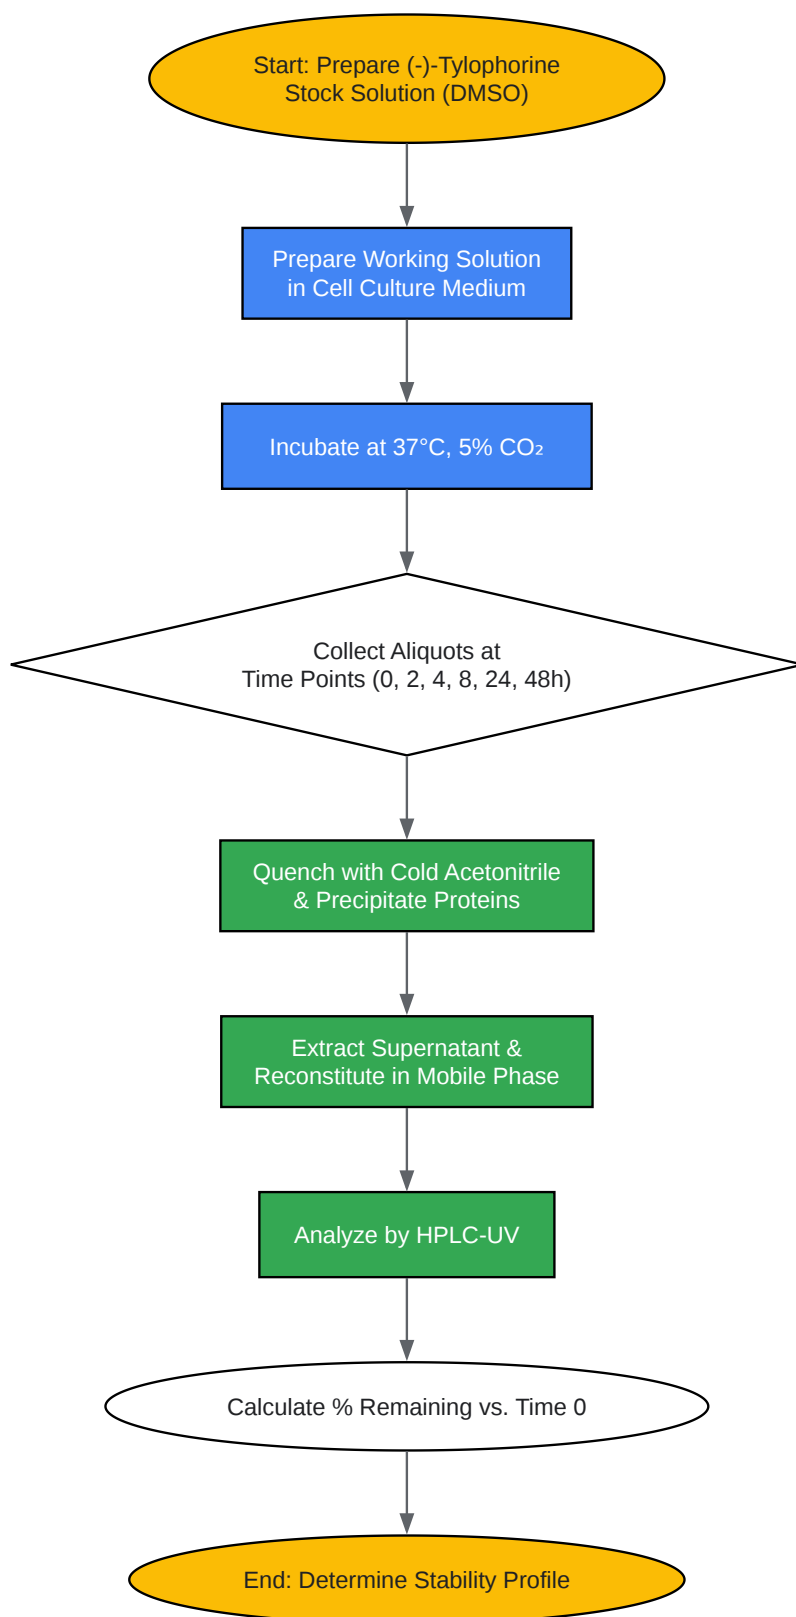 Start: Prepare (-)-Tylophorine
Stock Solution (DMSO)
Prepare Working Solution
in Cell Culture Medium
Incubate at 37°C, 5% CO₂
Collect Aliquots at
Time Points (0, 2, 4, 8, 24, 48h)
Quench with Cold Acetonitrile
& Precipitate Proteins
Extract Supernatant &
Reconstitute in Mobile Phase
Analyze by HPLC-UV
Calculate % Remaining vs. Time 0
End: Determine Stability Profile